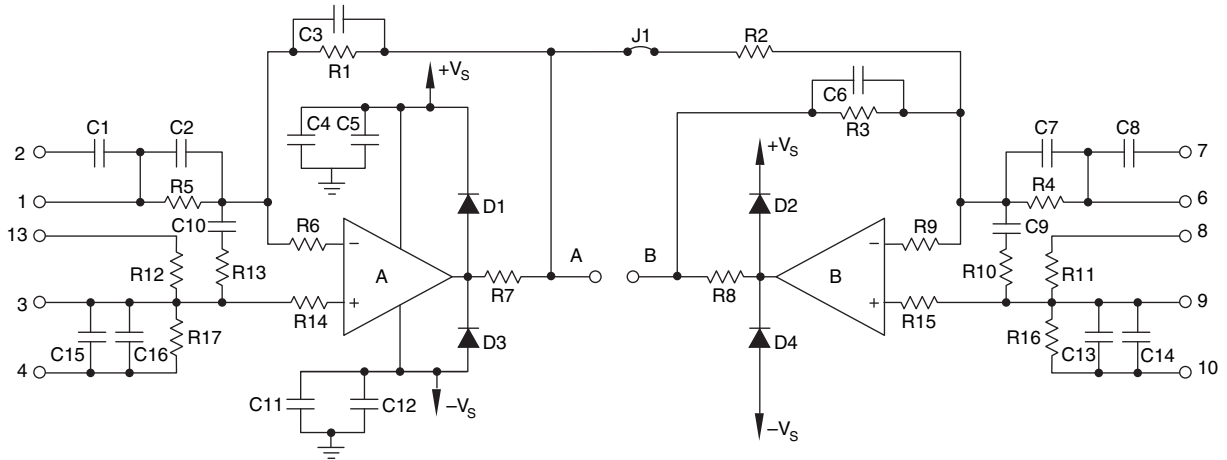 C3
R1
J1
R2
+VS
C6
R3
C4 C5
C1
C2
C7
C8
2
7
+VS
1
R5
R4
6
C10
D1
D2
C9
13
R6
R9
8
A
B
R12
R13
A
B
R10
R11
3
R7
R8
9
R14
R15
C15
C16
R17
D3
D4
R16
C13
C14
4
10
C11
C12
–VS
–VS